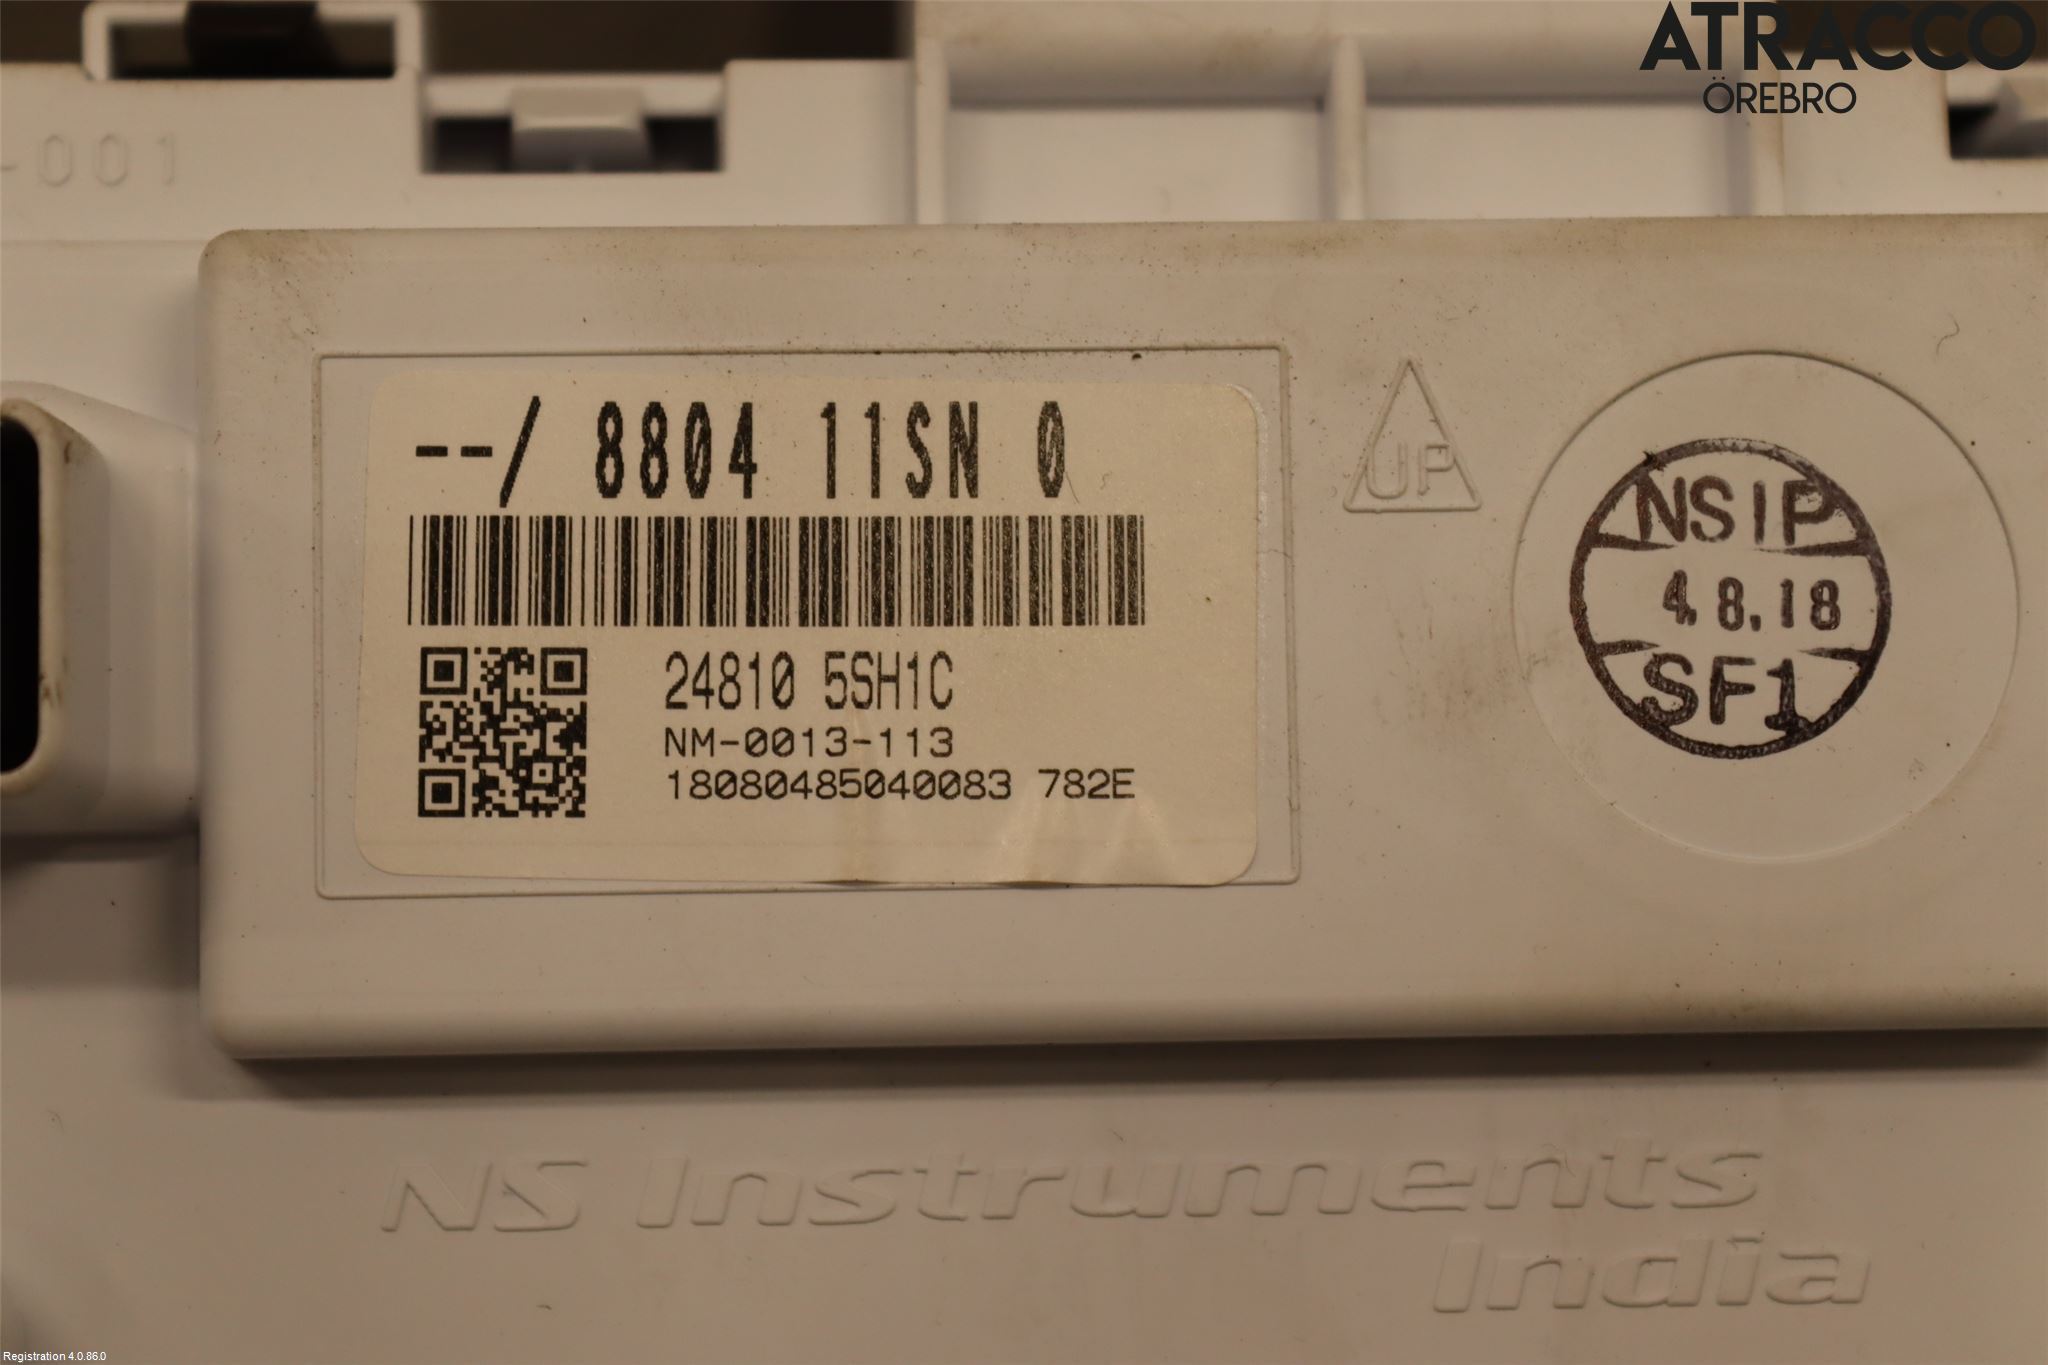 ATRACCO
ÖREBRO
-001
--/ 8804 11SN 0
24810 5SH1C
NM-0013-113
18080485040083 782E
UP
NSIP
4.8.18
SF1
NS Instruments
India
Registration 4.0.86.0